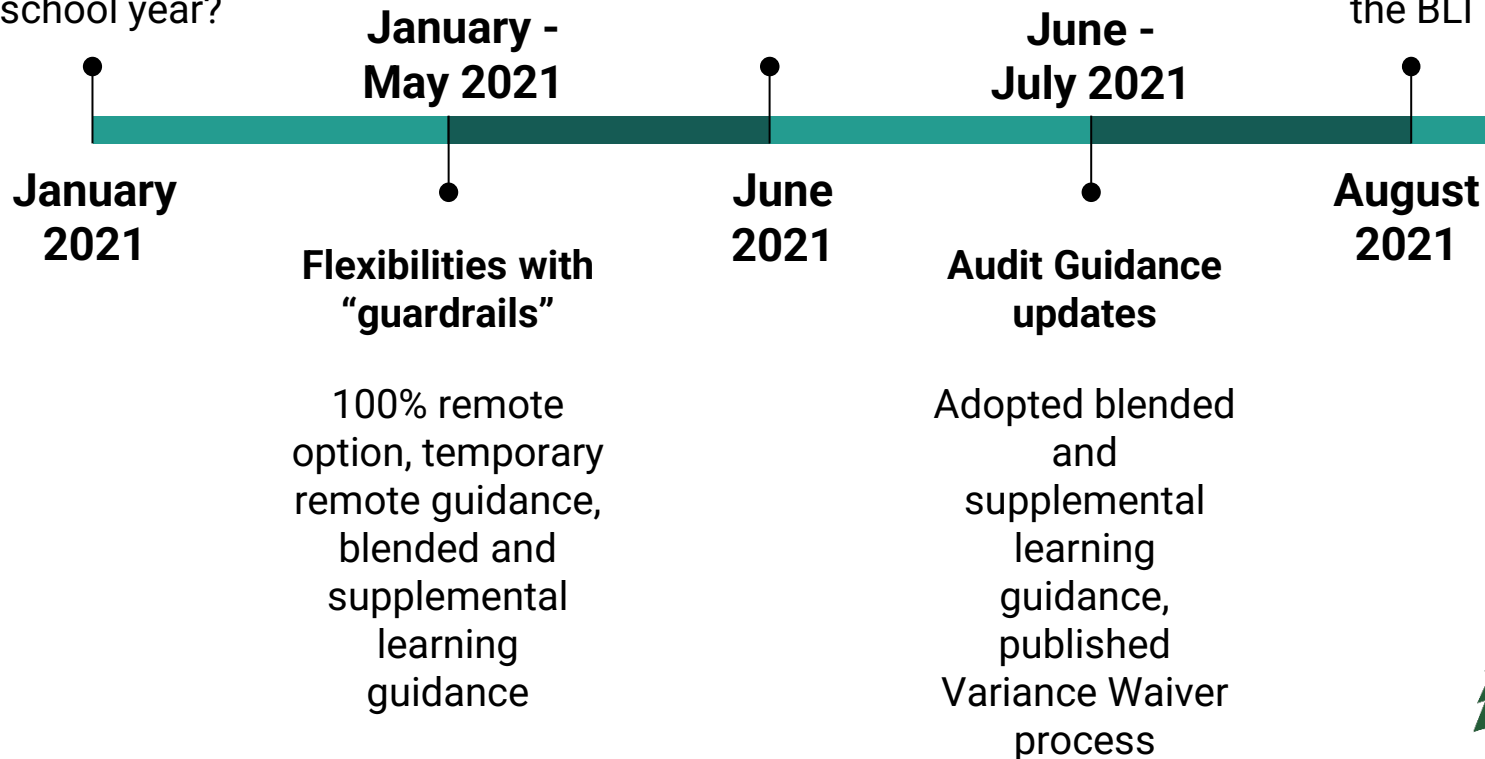 school year?
January
2021
January -
May 2021
Flexibilities with
“guardrails”
100% remote
option, temporary
remote guidance,
blended and
supplemental
learning
guidance
June
2021
June -
July 2021
Audit Guidance
updates
Adopted blended
and
supplemental
learning
guidance,
published
Variance Waiver
process
the BLI
August
2021